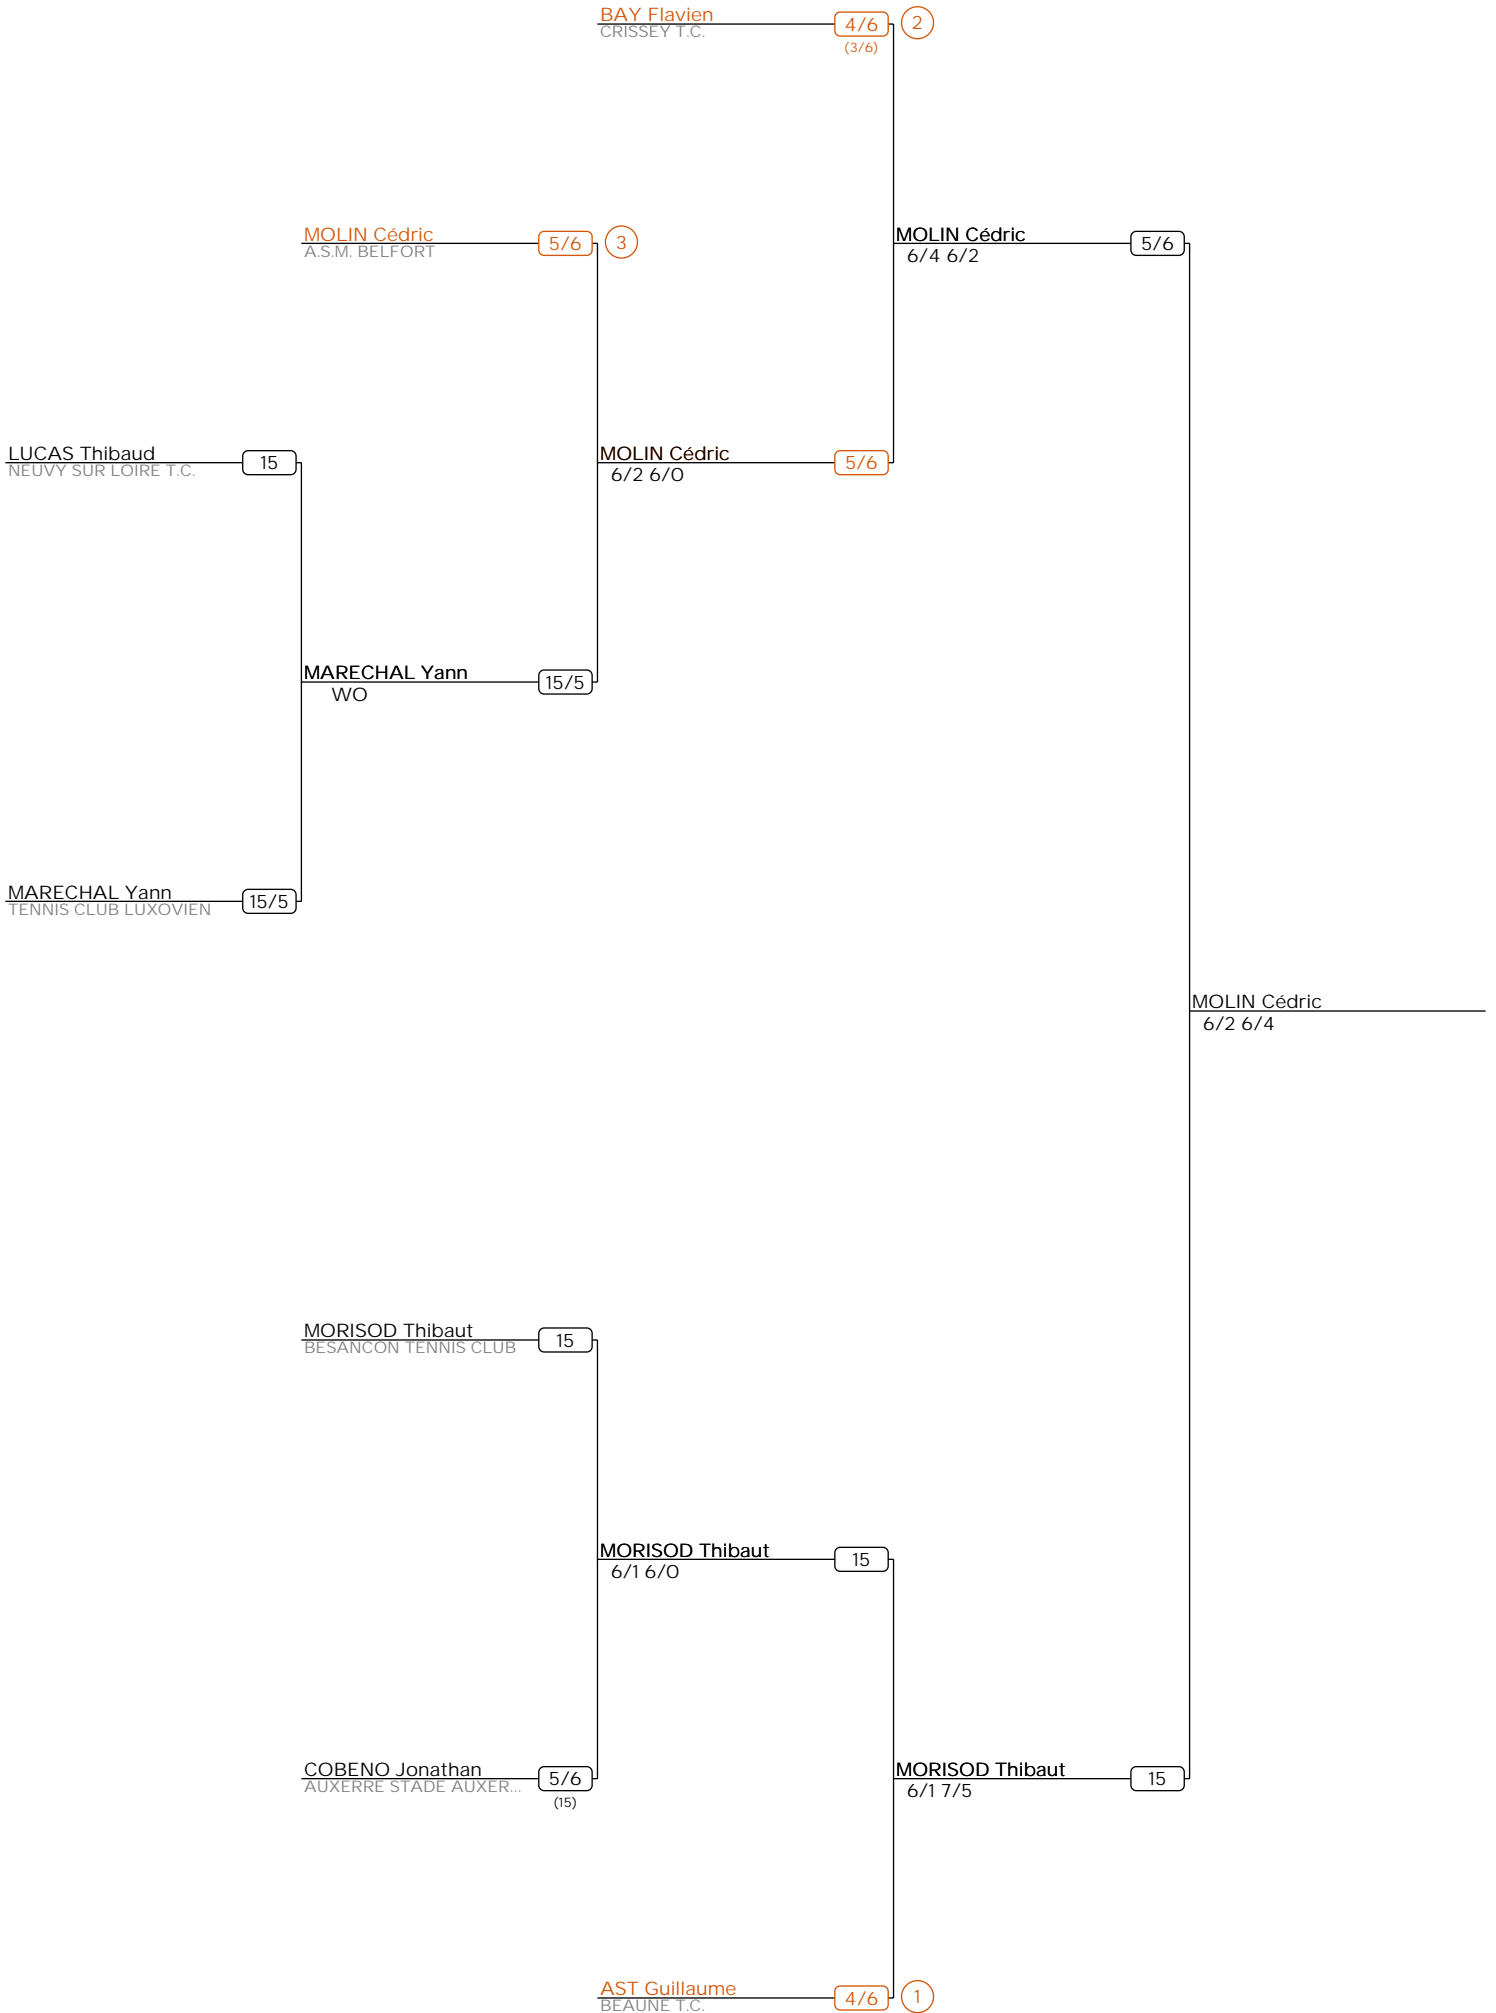 BAY Flavien
CRISSEY T.C.
4/6
(3/6)
2
MOLIN Cédric
A.S.M. BELFORT
5/6
3
MOLIN Cédric
6/4 6/2
5/6
LUCAS Thibaud
NEUVY SUR LOIRE T.C.
15
MOLIN Cédric
6/2 6/0
5/6
MARECHAL Yann
WO
15/5
MARECHAL Yann
TENNIS CLUB LUXOVIEN
15/5
MOLIN Cédric
6/2 6/4
MORISOD Thibaut
BESANCON TENNIS CLUB
15
MORISOD Thibaut
6/1 6/0
15
COBENO Jonathan
AUXERRE STADE AUXER...
5/6
(15)
MORISOD Thibaut
6/1 7/5
15
AST Guillaume
BEAUNE T.C.
4/6
1